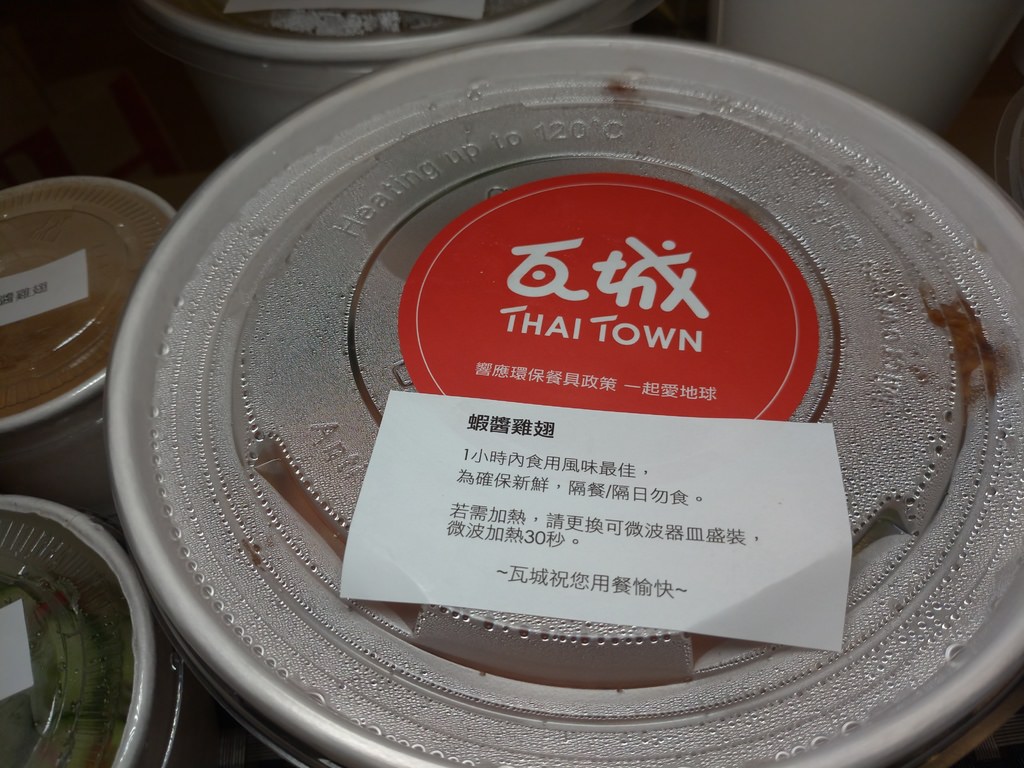 Heating up to 120°C
瓦城
THAI TOWN
響應環保餐具政策 一起愛地球
蝦醬雞翅
1小時內食用風味最佳，
為確保新鮮，隔餐/隔日勿食。
若需加熱，請更換可微波器皿盛裝，
微波加熱30秒。
~瓦城祝您用餐愉快~
醬雞翅